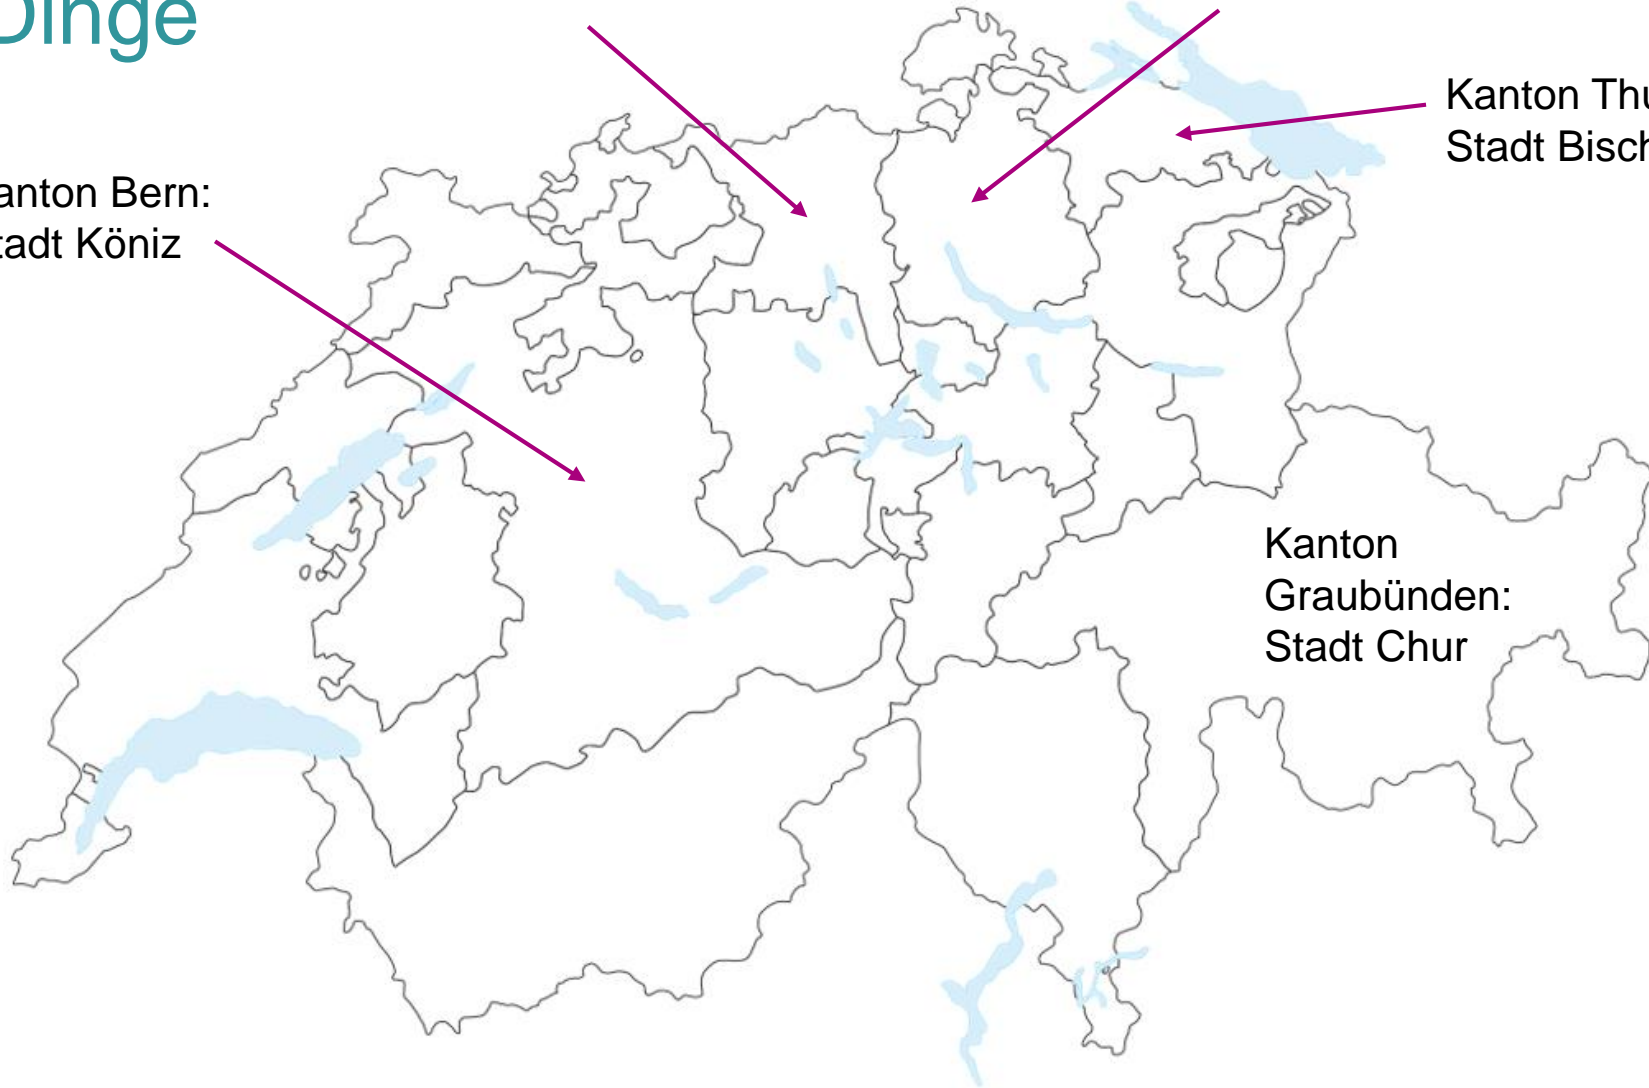 Dinge
Kanton Thu
Stadt Bisch
anton Bern:
tadt Köniz
Kanton
Graubünden:
Stadt Chur